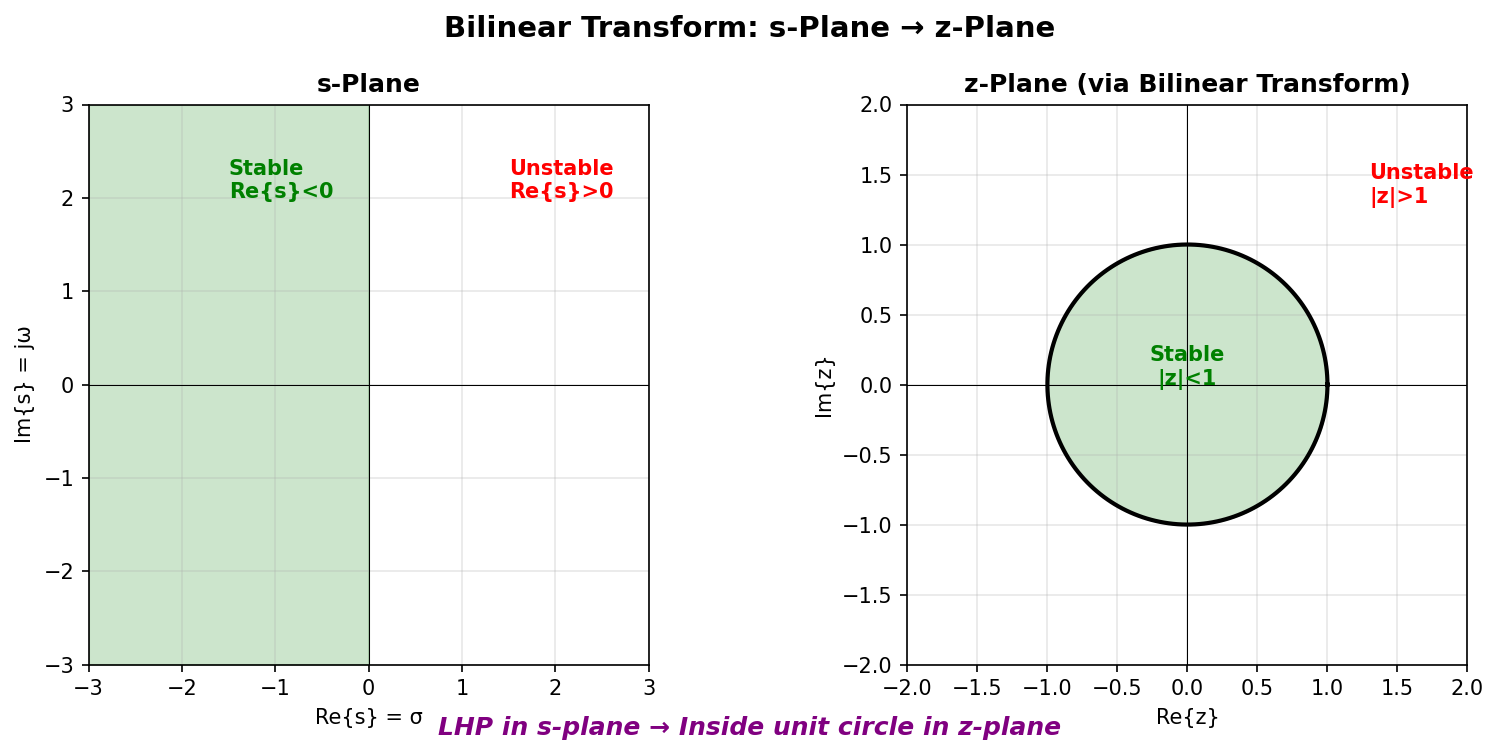 Bilinear Transform: s-Plane → z-Plane
s-Plane
3
2
1
0
−1
−2
−3
Im{s} = jω
Stable
Re{s}<0
Unstable
Re{s}>0
−3 −2 −1 0 1 2 3
Re{s} = σ
z-Plane (via Bilinear Transform)
2.0
1.5
1.0
0.5
0.0
−0.5
−1.0
−1.5
−2.0
Im{z}
Unstable
|z|>1
Stable
|z|<1
−2.0 −1.5 −1.0 −0.5 0.0 0.5 1.0 1.5 2.0
Re{z}
LHP in s-plane → Inside unit circle in z-plane